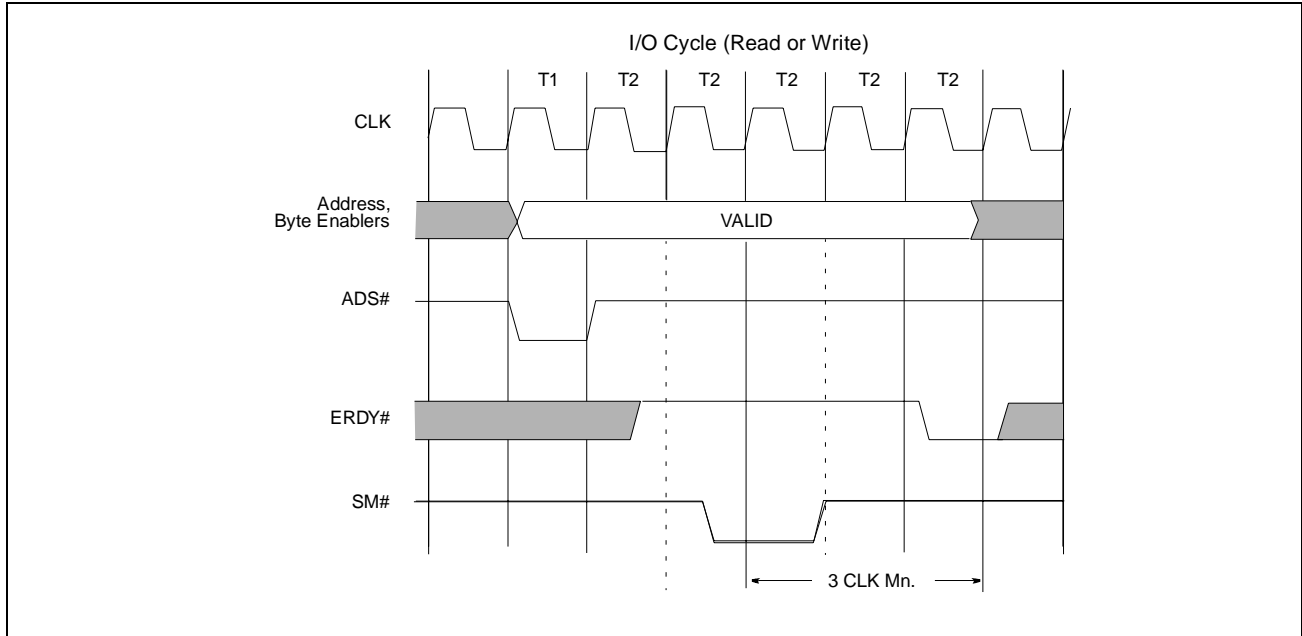 I/O Cycle (Read or Write)
T1 T2 T2 T2 T2 T2
CLK
Address,
Byte Enablers
VALID
ADS#
ERDY#
SM#
3 CLK Mn.